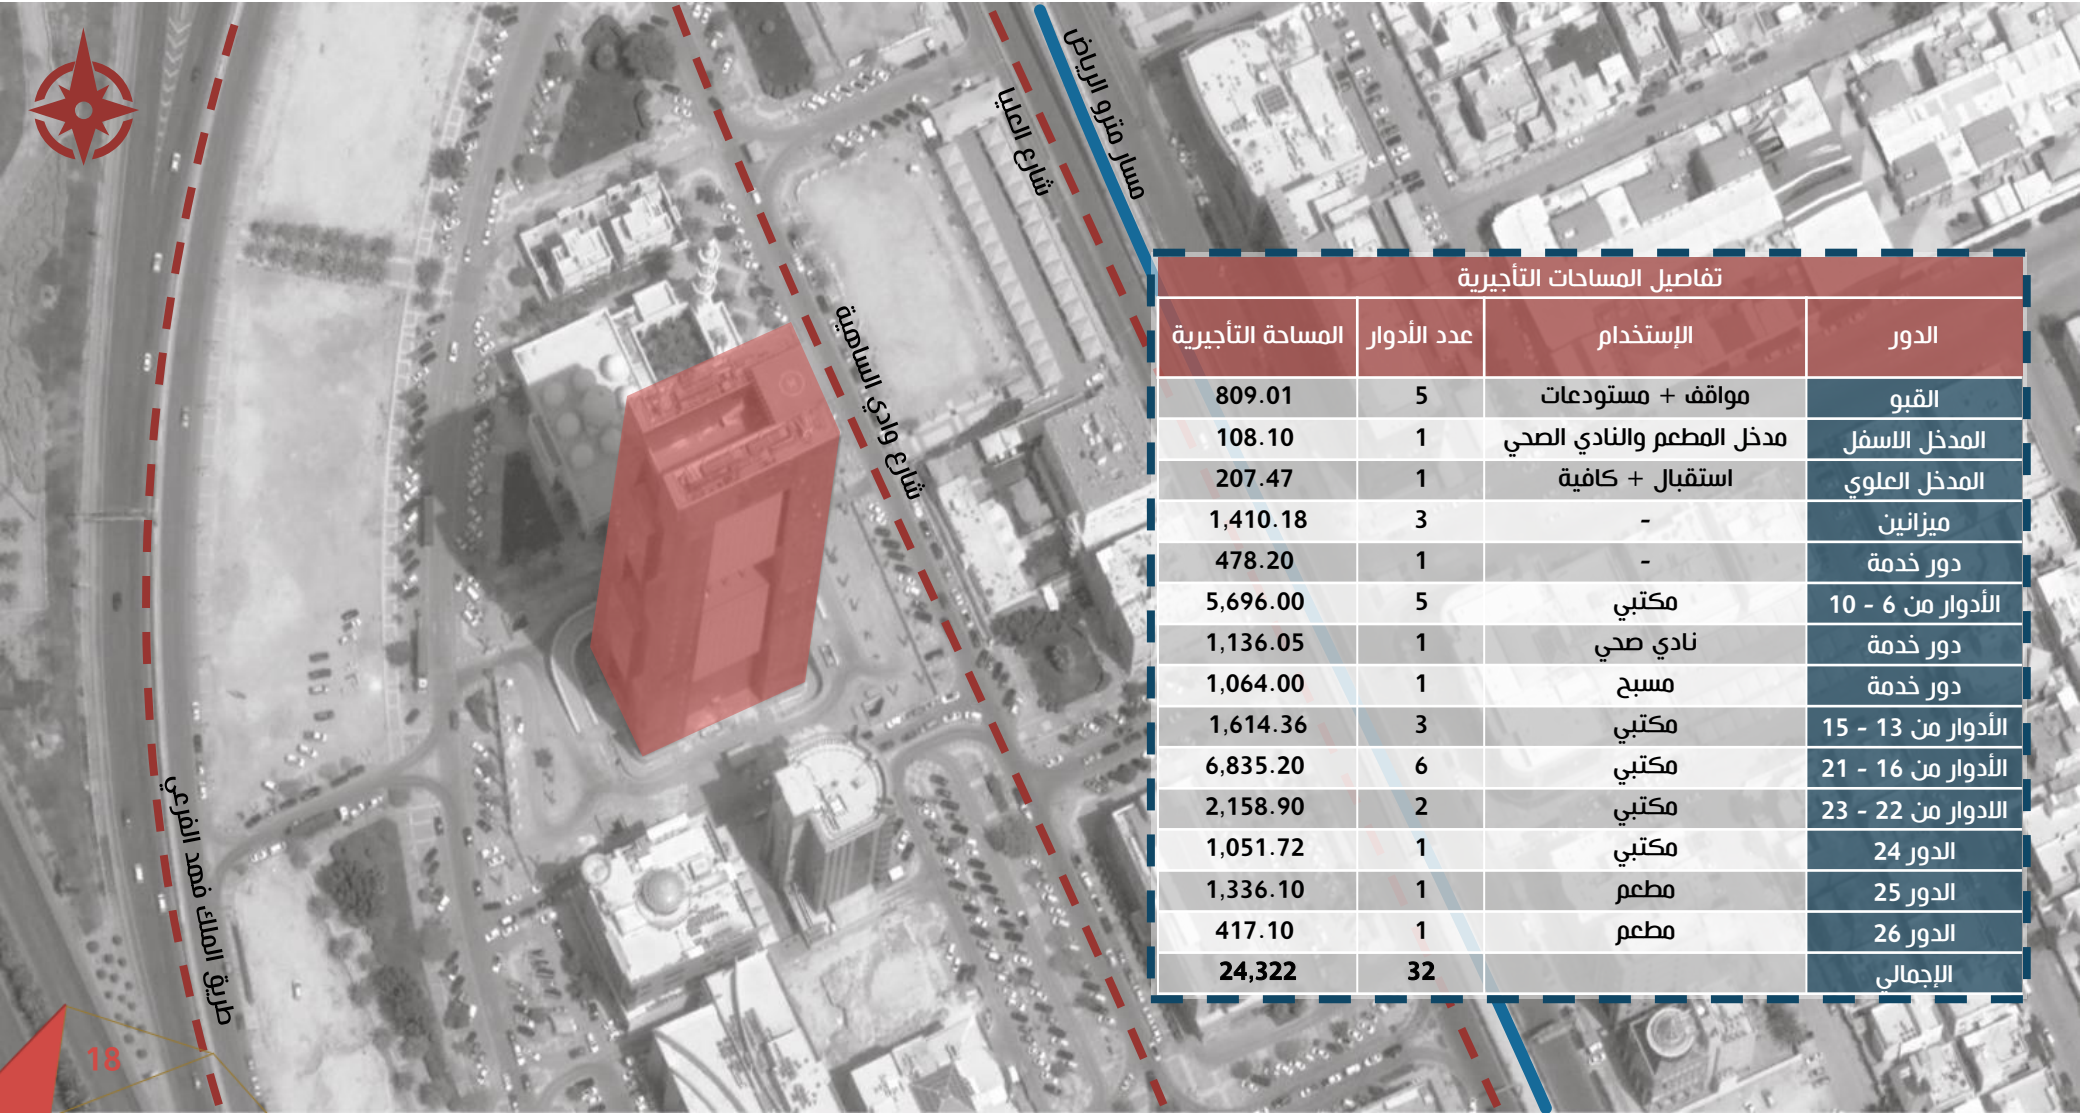 مسار مترو الرياض
شارع العليا
شارع وادي الساهية
طريق الملك فهد الفرعي
تفاصيل المساحات التأجيرية
الدور الإستخدام عدد الأدوار المساحة التأجيرية
القبو مواقف + مستودعات 5 809.01
المدخل الاسفل مدخل المطعم والنادي الصحي 1 108.10
المدخل العلوي استقبال + كافية 1 207.47
ميزانين - 3 1,410.18
دور خدمة - 1 478.20
الأدوار من 6 - 10 مكتبي 5 5,696.00
دور خدمة نادي صحي 1 1,136.05
دور خدمة مسبح 1 1,064.00
الأدوار من 13 - 15 مكتبي 3 1,614.36
الأدوار من 16 - 21 مكتبي 6 6,835.20
الادوار من 22 - 23 مكتبي 2 2,158.90
الدور 24 مكتبي 1 1,051.72
الدور 25 مطعم 1 1,336.10
الدور 26 مطعم 1 417.10
الإجمالي 32 24,322
18